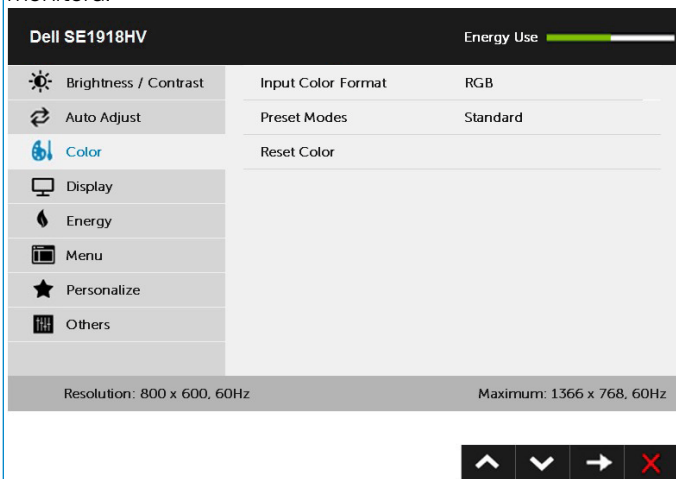 Dell SE1918HV Energy Use
Brightness / Contrast Input Color Format RGB
Auto Adjust Preset Modes Standard
Color Reset Color
Display
Energy
Menu
Personalize
Others
Resolution: 800 x 600, 60Hz Maximum: 1366 x 768, 60Hz